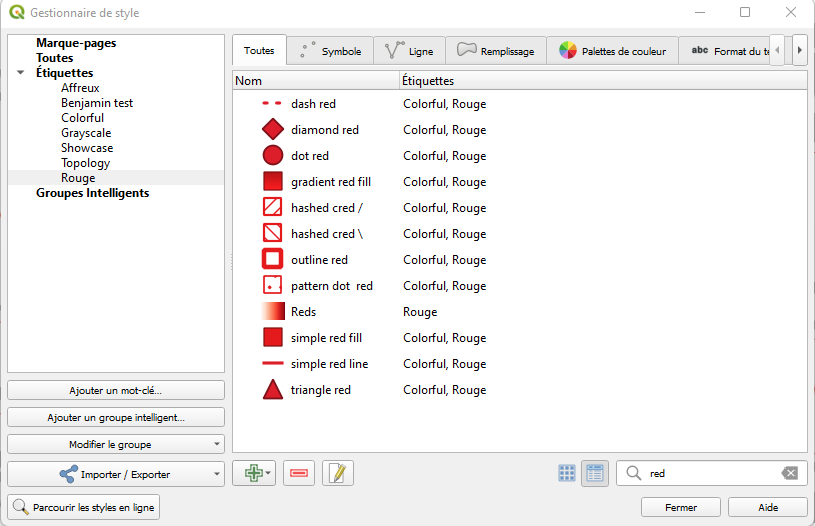 Gestionnaire de style
Marque-pages
Toutes
Étiquettes
Affreux
Benjamin test
Colorful
Grayscale
Showcase
Topology
Rouge
Groupes Intelligents
Ajouter un mot-clé...
Ajouter un groupe intelligent...
Modifier le groupe
Importer / Exporter
Parcourir les styles en ligne
Toutes Symbole Ligne Remplissage Palettes de couleur abc Format du te
Nom Étiquettes
dash red Colorful, Rouge
diamond red Colorful, Rouge
dot red Colorful, Rouge
gradient red fill Colorful, Rouge
hashed cred / Colorful, Rouge
hashed cred \ Colorful, Rouge
outline red Colorful, Rouge
pattern dot red Colorful, Rouge
Reds Rouge
simple red fill Colorful, Rouge
simple red line Colorful, Rouge
triangle red Colorful, Rouge
red
Fermer Aide